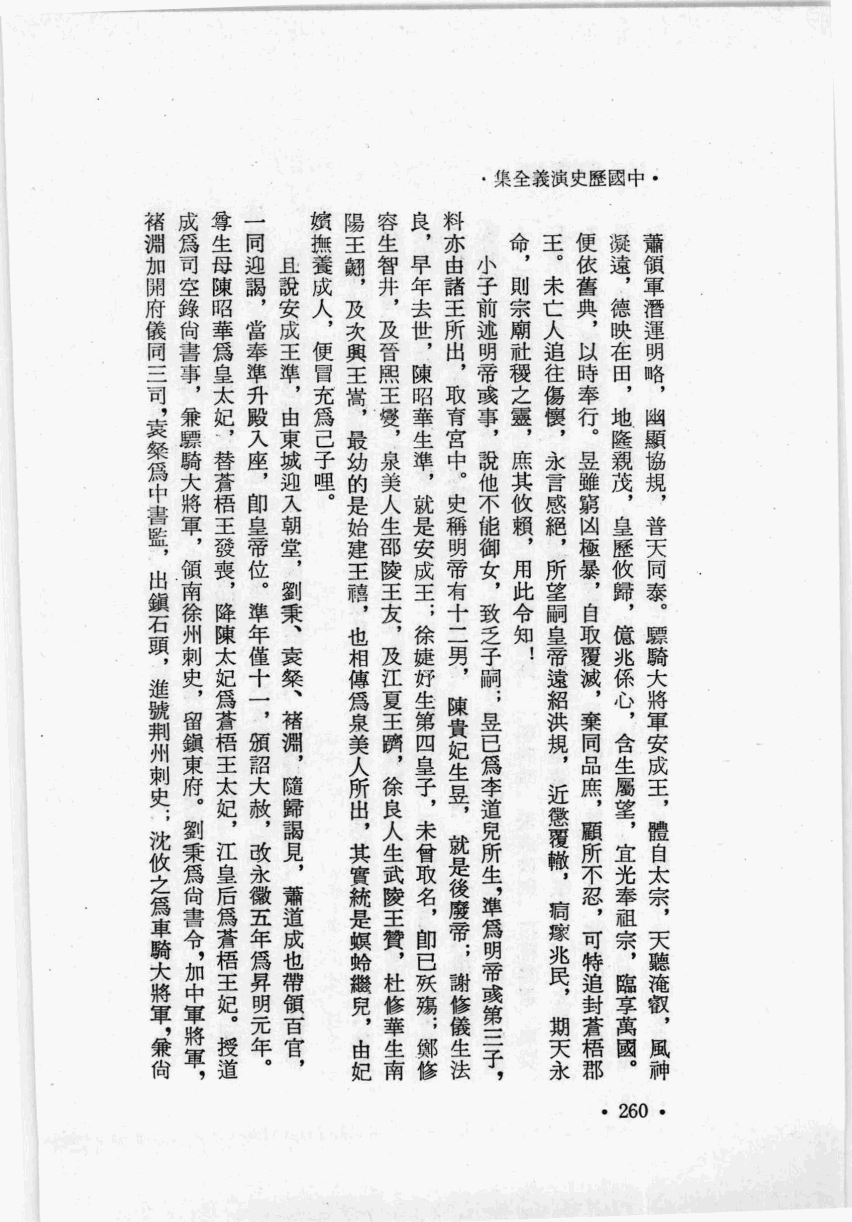 ·中國歷史演義全集·
蕭領軍潛運明略，幽顯協規，普天同泰。驃騎大將軍安成王，體自太宗，天聽淹叡，風神
凝遠，德映在田，地隆親茂，皇歷攸歸，億兆係心，含生屬望，宜光奉祖宗，臨享萬國。
便依舊典，以時奉行。昱雖窮凶極暴，自取覆滅，棄同品庶，顧所不忍，可特追封蒼梧郡
王。未亡人追往傷懷，永言感絕，所望嗣皇帝遠紹洪規，近懲覆轍，痌瘝兆民，期天永
命，則宗廟社稷之靈，庶其攸賴，用此令知！
小子前述明帝彧事，說他不能御女，致乏子嗣；昱已為李道兒所生，準為明帝彧第三子，
料亦由諸王所出，取育宮中。史稱明帝有十二男，陳貴妃生昱，就是後廢帝；謝修儀生法
良，早年去世，陳昭華生準，就是安成王；徐婕妤生第四皇子，未曾取名，卽已殀殤；鄭修
容生智井，及晉熙王燮，泉美人生邵陵王友，及江夏王躋，徐良人生武陵王贊，杜修華生南
陽王翽，及次興王嵩，最幼的是始建王禧，也相傳為泉美人所出，其實統是螟蛉繼兒，由妃
嬪撫養成人，便冒充為己子哩。
且說安成王準，由東城迎入朝堂，劉秉、袁粲、褚淵，隨歸謁見，蕭道成也帶領百官，
一同迎謁，當奉準升殿入座，卽皇帝位。準年僅十一，頒詔大赦，改永徽五年為昇明元年。
尊生母陳昭華為皇太妃，替蒼梧王發喪，降陳太妃為蒼梧王太妃，江皇后為蒼梧王妃。授道
成為司空錄尙書事，兼驃騎大將軍，領南徐州刺史，留鎮東府。劉秉為尙書令，加中軍將軍，
褚淵加開府儀同三司，袁粲為中書監，出鎮石頭，進號荆州刺史；沈攸之為車騎大將軍，兼尙
·260·